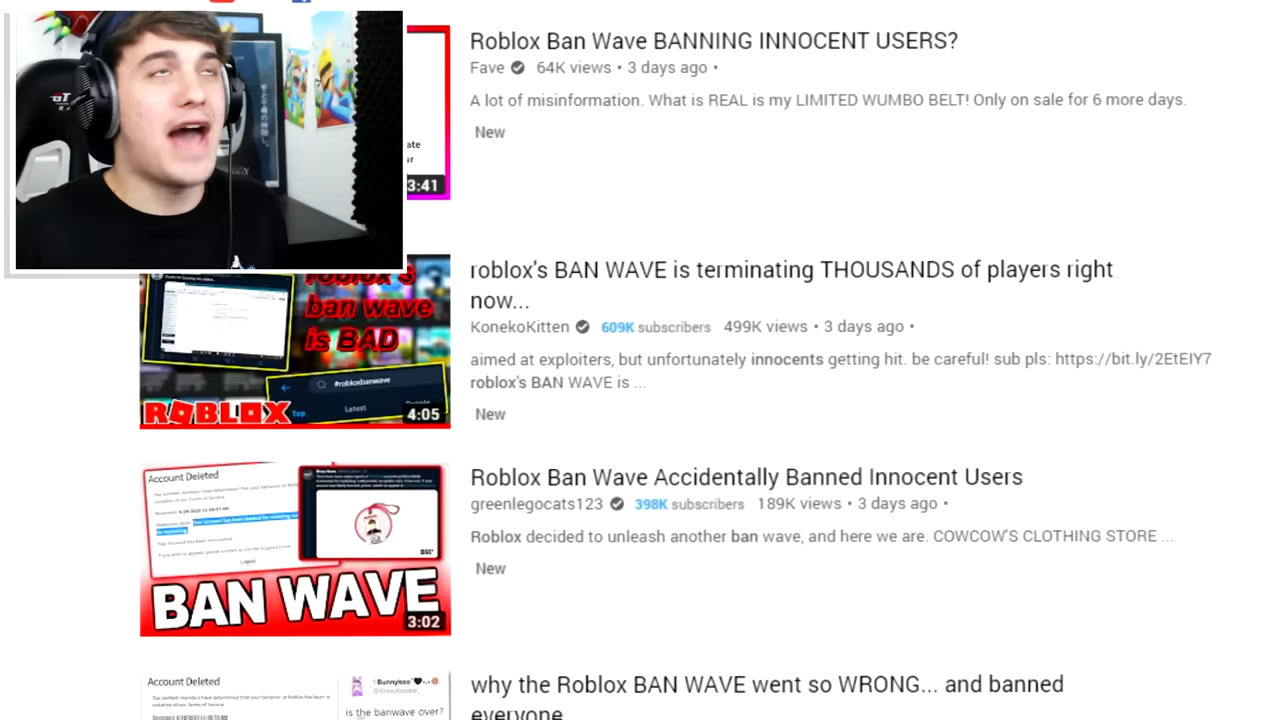 Roblox Ban Wave BANNING INNOCENT USERS?
Fave 64K views • 3 days ago •
A lot of misinformation. What is REAL is my LIMITED WUMBO BELT! Only on sale for 6 more days.
New
ate
ur
3:41
roblox's BAN WAVE is terminating THOUSANDS of players right
now...
KonekoKitten 609K subscribers 499K views • 3 days ago •
aimed at exploiters, but unfortunately innocents getting hit. be careful! sub pls: https://bit.ly/2EtEIY7
roblox's BAN WAVE is ...
New
roblox's
ban wave
is BAD
#robloxbanwave
Top
Latest
People
ROBLOX
4:05
Roblox Ban Wave Accidentally Banned Innocent Users
greenlegocats123 398K subscribers 189K views • 3 days ago •
Roblox decided to unleash another ban wave, and here we are. COWCOW'S CLOTHING STORE ...
New
Account Deleted
Logout
BAN WAVE
3:02
why the Roblox BAN WAVE went so WRONG... and banned
everyone
Account Deleted
Bunnykoo
is the banwave over?